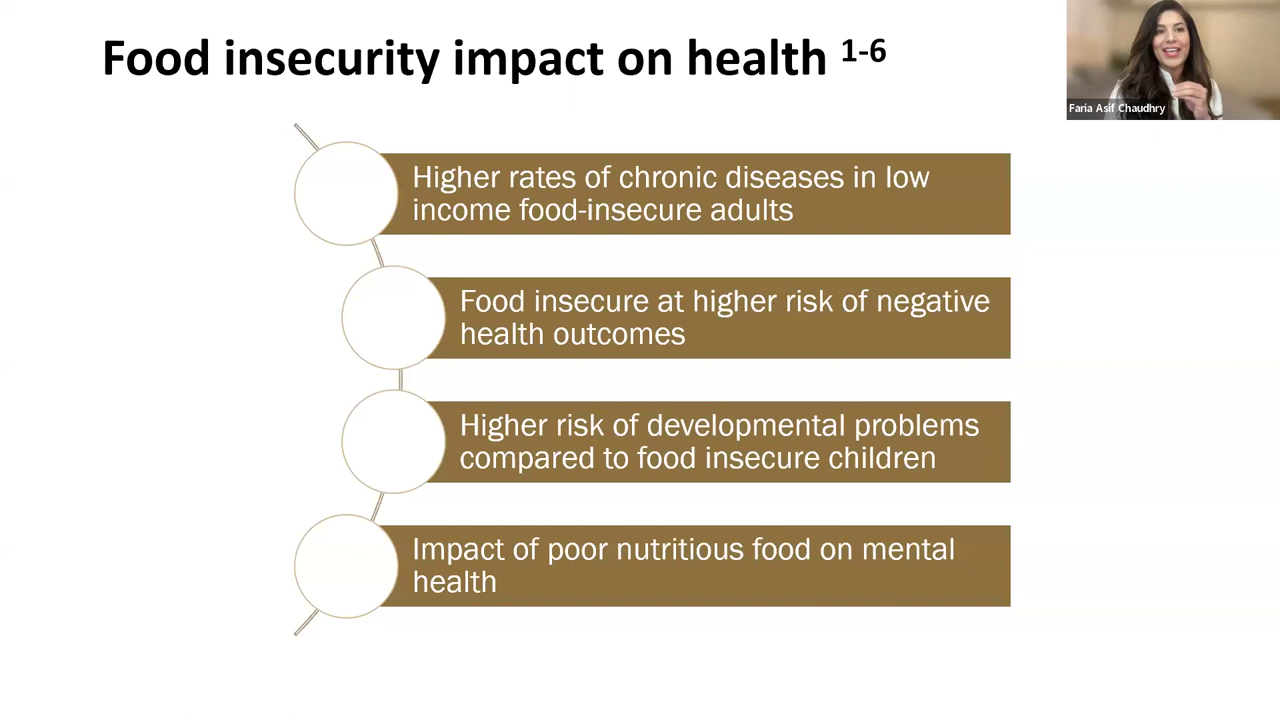 Food insecurity impact on health 1-6
Faria Asif Chaudhry
Higher rates of chronic diseases in low
income food-insecure adults
Food insecure at higher risk of negative
health outcomes
Higher risk of developmental problems
compared to food insecure children
Impact of poor nutritious food on mental
health